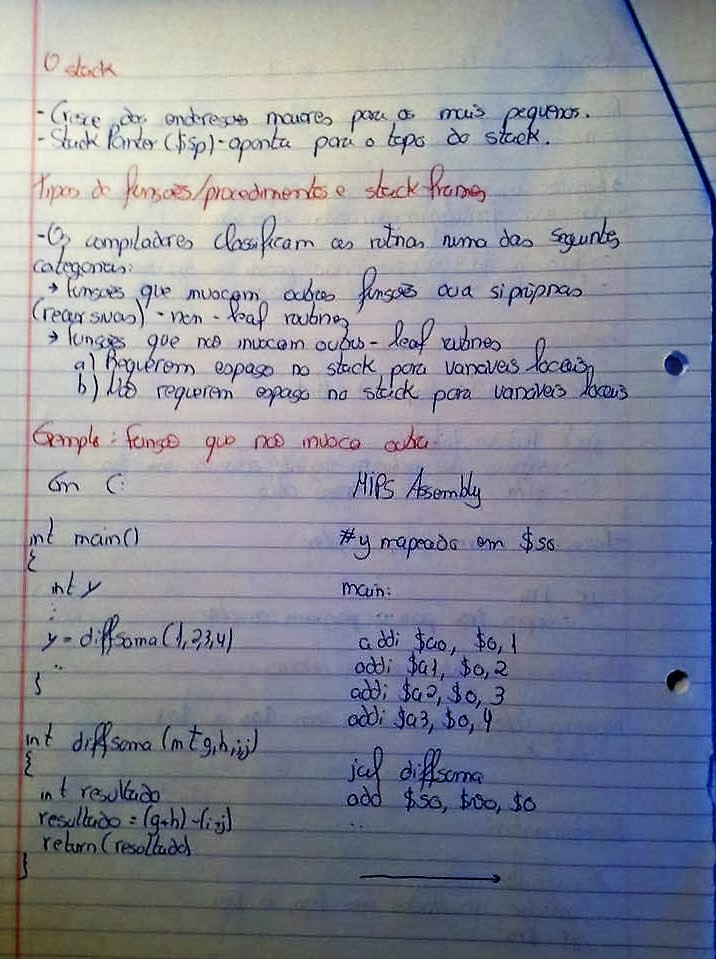 O stack
- Cresce dos endereços maiores para os mais pequenos.
- Stack Pointer ($sp) - aponta para o topo do stack.
Tipos de funções/procedimentos e stack frames
- Os compiladores classificam as rotinas numa das seguintes
categorias:
→ funções que invocam outras funções ou a si próprias
(recursivas) - non-leaf routines
→ funções que não invocam outras - leaf routines
a) Requerem espaço no stack para variáveis locais
b) Não requerem espaço no stack para variáveis locais
Exemplo: função que não invoca outra.
Em C:
int main()
{
int y
:
y = diffsoma(1,2,3,4)
..
}
int diffsoma (int g,h,i,j)
{
int resultado
resultado = (g+h) - (i+j)
return (resultado)
}
MIPS Assembly
#y mapeado em $s0
main:
..
addi $a0, $0, 1
addi $a1, $0, 2
addi $a2, $0, 3
addi $a3, $0, 4
jal diffsoma
add $s0, $v0, $0
..